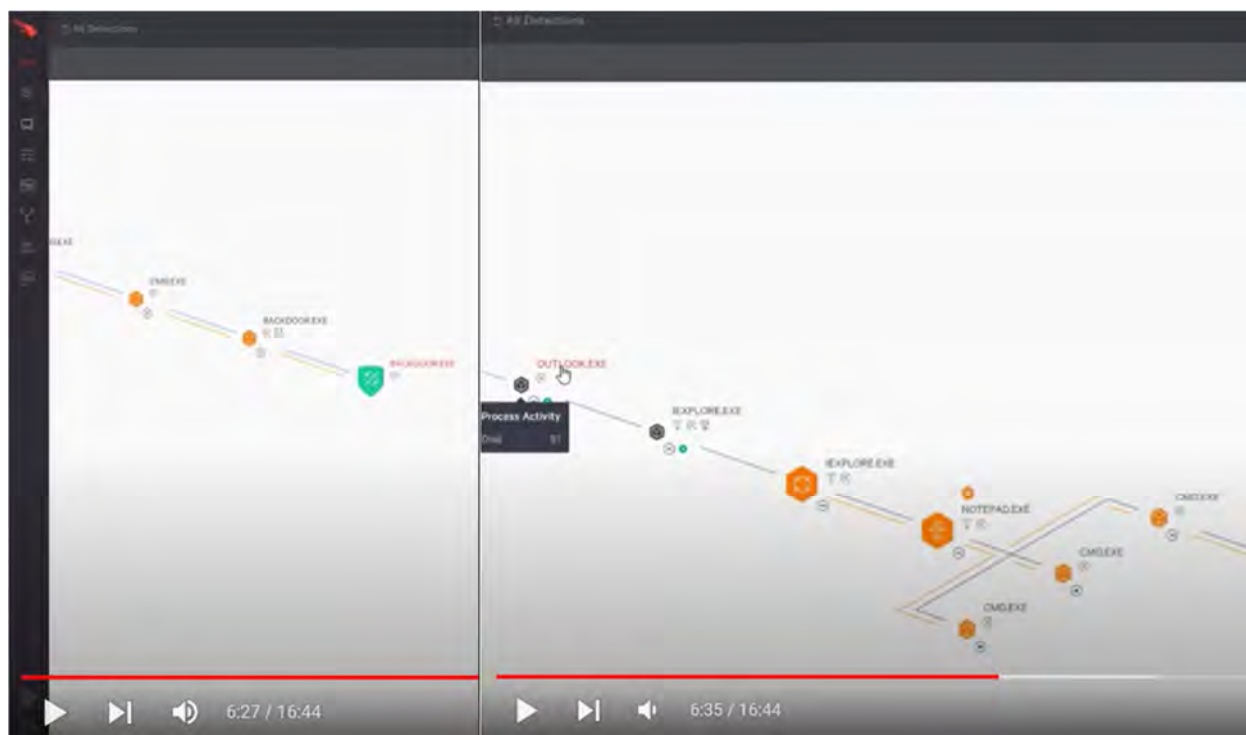 All Detections
All Detections
CMD.EXE
BACKDOOR.EXE
BACKDOOR.EXE
OUTLOOK.EXE
Process Activity
IEXPLORE.EXE
IEXPLORE.EXE
NOTEPAD.EXE
CMD.EXE
CMD.EXE
CMD.EXE
6:27 / 16:44
6:35 / 16:44